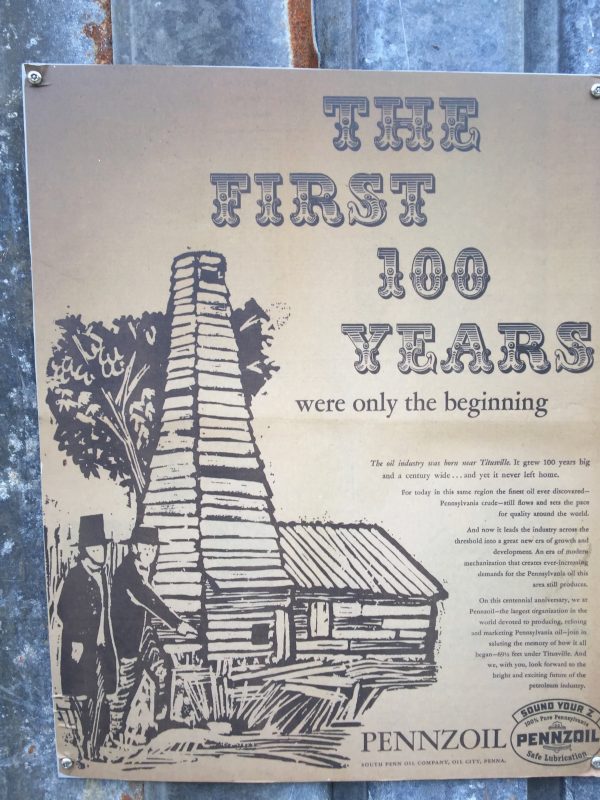 THE
FIRST
100
YEARS
were only the beginning
The oil industry was born near Titusville. It grew 100 years big
and a century wide...and yet it never left home.
For today in this same region the finest oil ever discovered—
Pennsylvania crude—still flows and sets the pace
for quality around the world.
And now it leads the industry across the
threshold into a great new era of growth and
development. An era of modern
mechanization that creates ever-increasing
demands for the Pennsylvania oil this
area still produces.
On this centennial anniversary, we at
Pennzoil—the largest organization in the
world devoted to producing, refining
and marketing Pennsylvania oil—join in
saluting the memory of how it all
began—69½ feet under Titusville. And
we, with you, look forward to the
bright and exciting future of the
petroleum industry.
PENNZOIL
SOUTH PENN OIL COMPANY, OIL CITY, PENNA.
SOUND YOUR Z
100% Pure Pennsylvania
PENNZOIL
Safe Lubrication